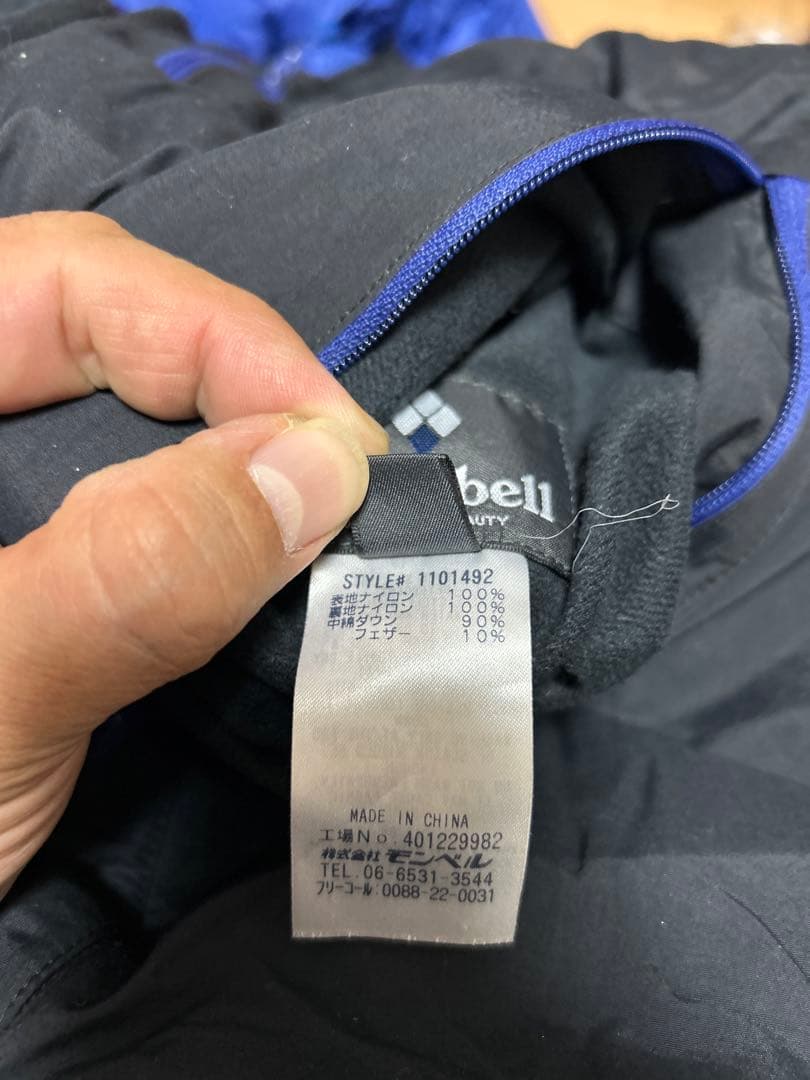 bell
AUTY
STYLE# 1101492
表地ナイロン 100%
裏地ナイロン 100%
中綿ダウン 90%
フェザー 10%
MADE IN CHINA
工場No.401229982
株式会社 モンベル
TEL.06-6531-3544
フリーコール:0088-22-0031